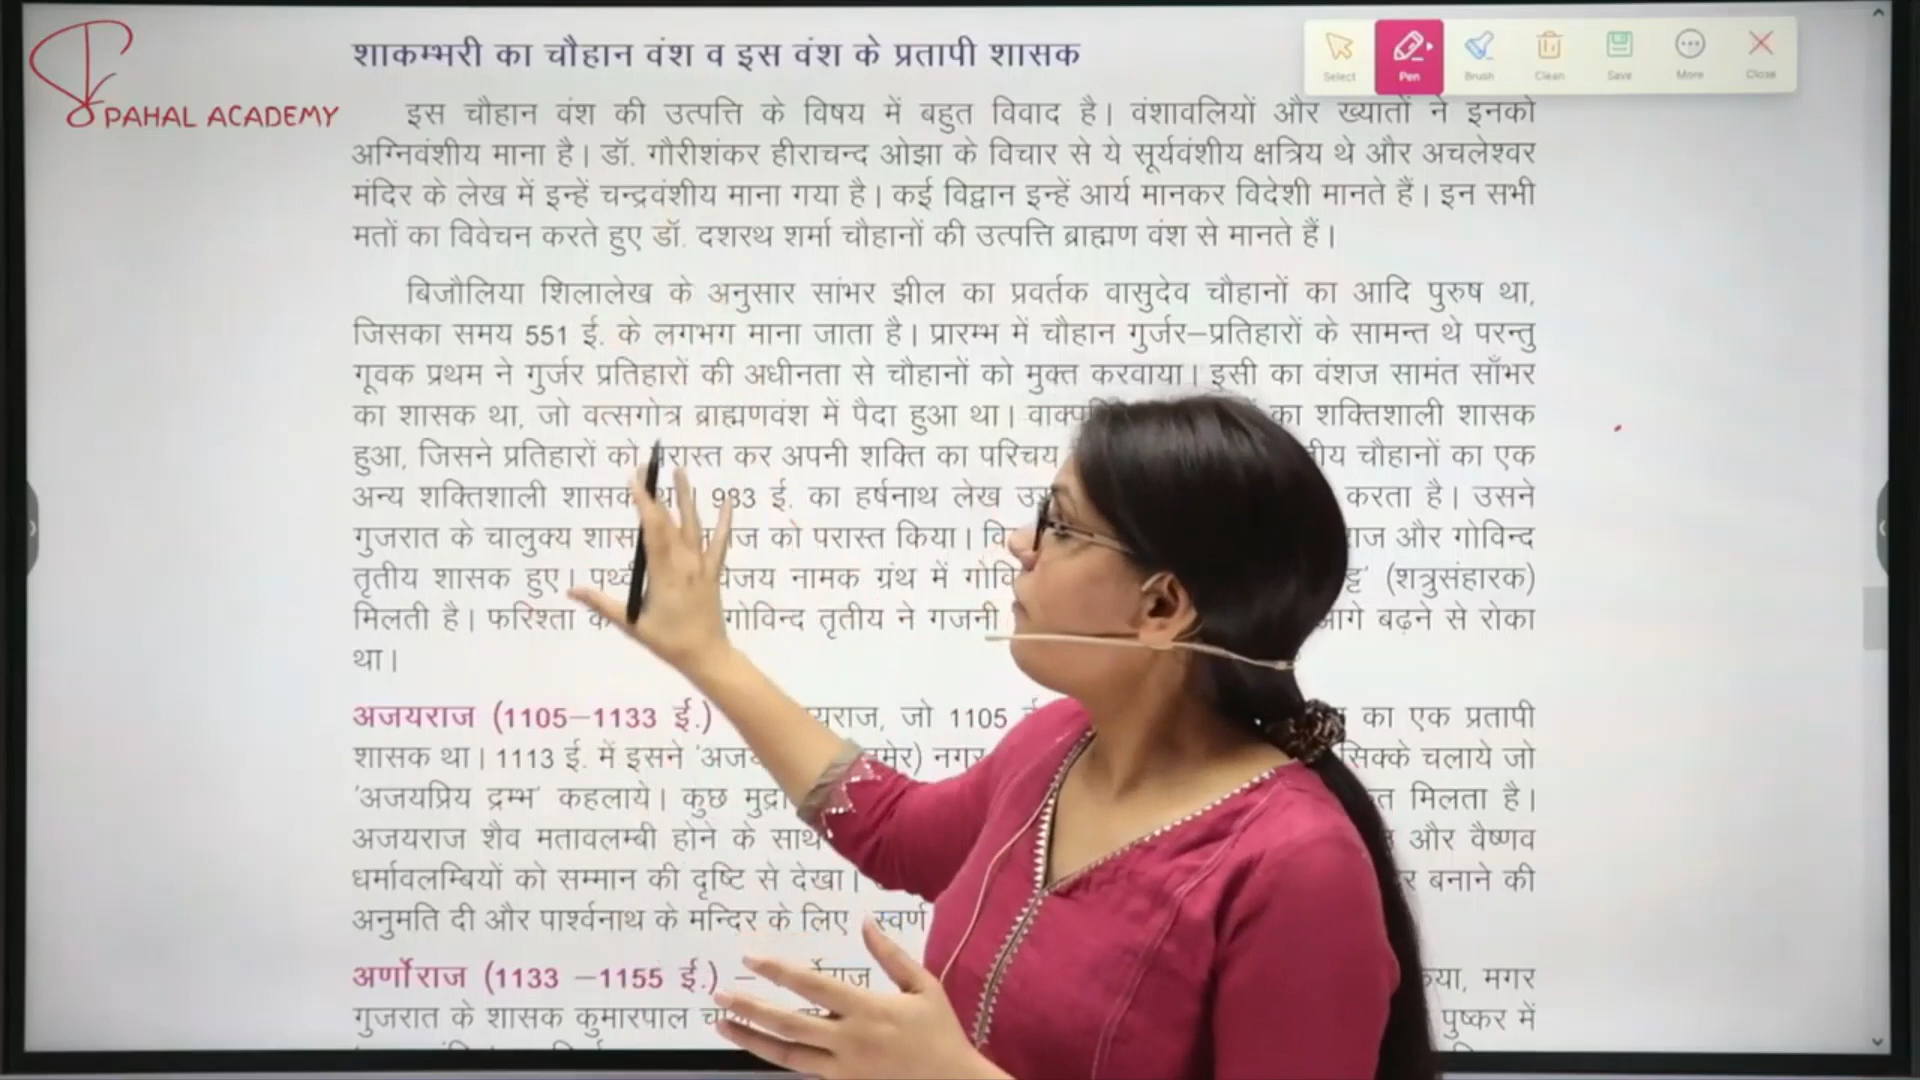 शाकम्भरी का चौहान वंश व इस वंश के प्रतापी शासक
Select Pen Brush Clean Save More Close
PAHAL ACADEMY
इस चौहान वंश की उत्पत्ति के विषय में बहुत विवाद है। वंशावलियों और ख्यातों ने इनको
अग्निवंशीय माना है। डॉ. गौरीशंकर हीराचन्द ओझा के विचार से ये सूर्यवंशीय क्षत्रिय थे और अचलेश्वर
मंदिर के लेख में इन्हें चन्द्रवंशीय माना गया है। कई विद्वान इन्हें आर्य मानकर विदेशी मानते हैं। इन सभी
मतों का विवेचन करते हुए डॉ. दशरथ शर्मा चौहानों की उत्पत्ति ब्राह्मण वंश से मानते हैं।
बिजौलिया शिलालेख के अनुसार सांभर झील का प्रवर्तक वासुदेव चौहानों का आदि पुरुष था,
जिसका समय 551 ई. के लगभग माना जाता है। प्रारम्भ में चौहान गुर्जर–प्रतिहारों के सामन्त थे परन्तु
गूवक प्रथम ने गुर्जर प्रतिहारों की अधीनता से चौहानों को मुक्त करवाया। इसी का वंशज सामंत साँभर
का शासक था, जो वत्सगोत्र ब्राह्मणवंश में पैदा हुआ था। का शक्तिशाली शासक
हुआ, जिसने प्रतिहारों को परास्त कर अपनी शक्ति का परिचय चौहानों का एक
अन्य शक्तिशाली शासक 983 ई. का हर्षनाथ लेख करता है। उसने
गुजरात के चालुक्य को परास्त किया। और गोविन्द
तृतीय शासक हुए। नामक ग्रंथ में (शत्रुसंहारक)
मिलती है। फरिश्ता गोविन्द तृतीय ने गजनी आगे बढ़ने से रोका
था।
अजयराज (1105–1133 ई.) जो 1105 का एक प्रतापी
शासक था। 1113 ई. में इसने सिक्के चलाये जो
'अजयप्रिय द्रम्भ' कहलाये। कुछ मिलता है।
अजयराज शैव मतावलम्बी होने के और वैष्णव
धर्मावलम्बियों को सम्मान की दृष्टि से देखा। बनाने की
अनुमति दी और पार्श्वनाथ के मन्दिर के लिए स्वर्ण
अर्णोराज (1133 –1155 ई.) – मगर
गुजरात के शासक कुमारपाल पुष्कर में